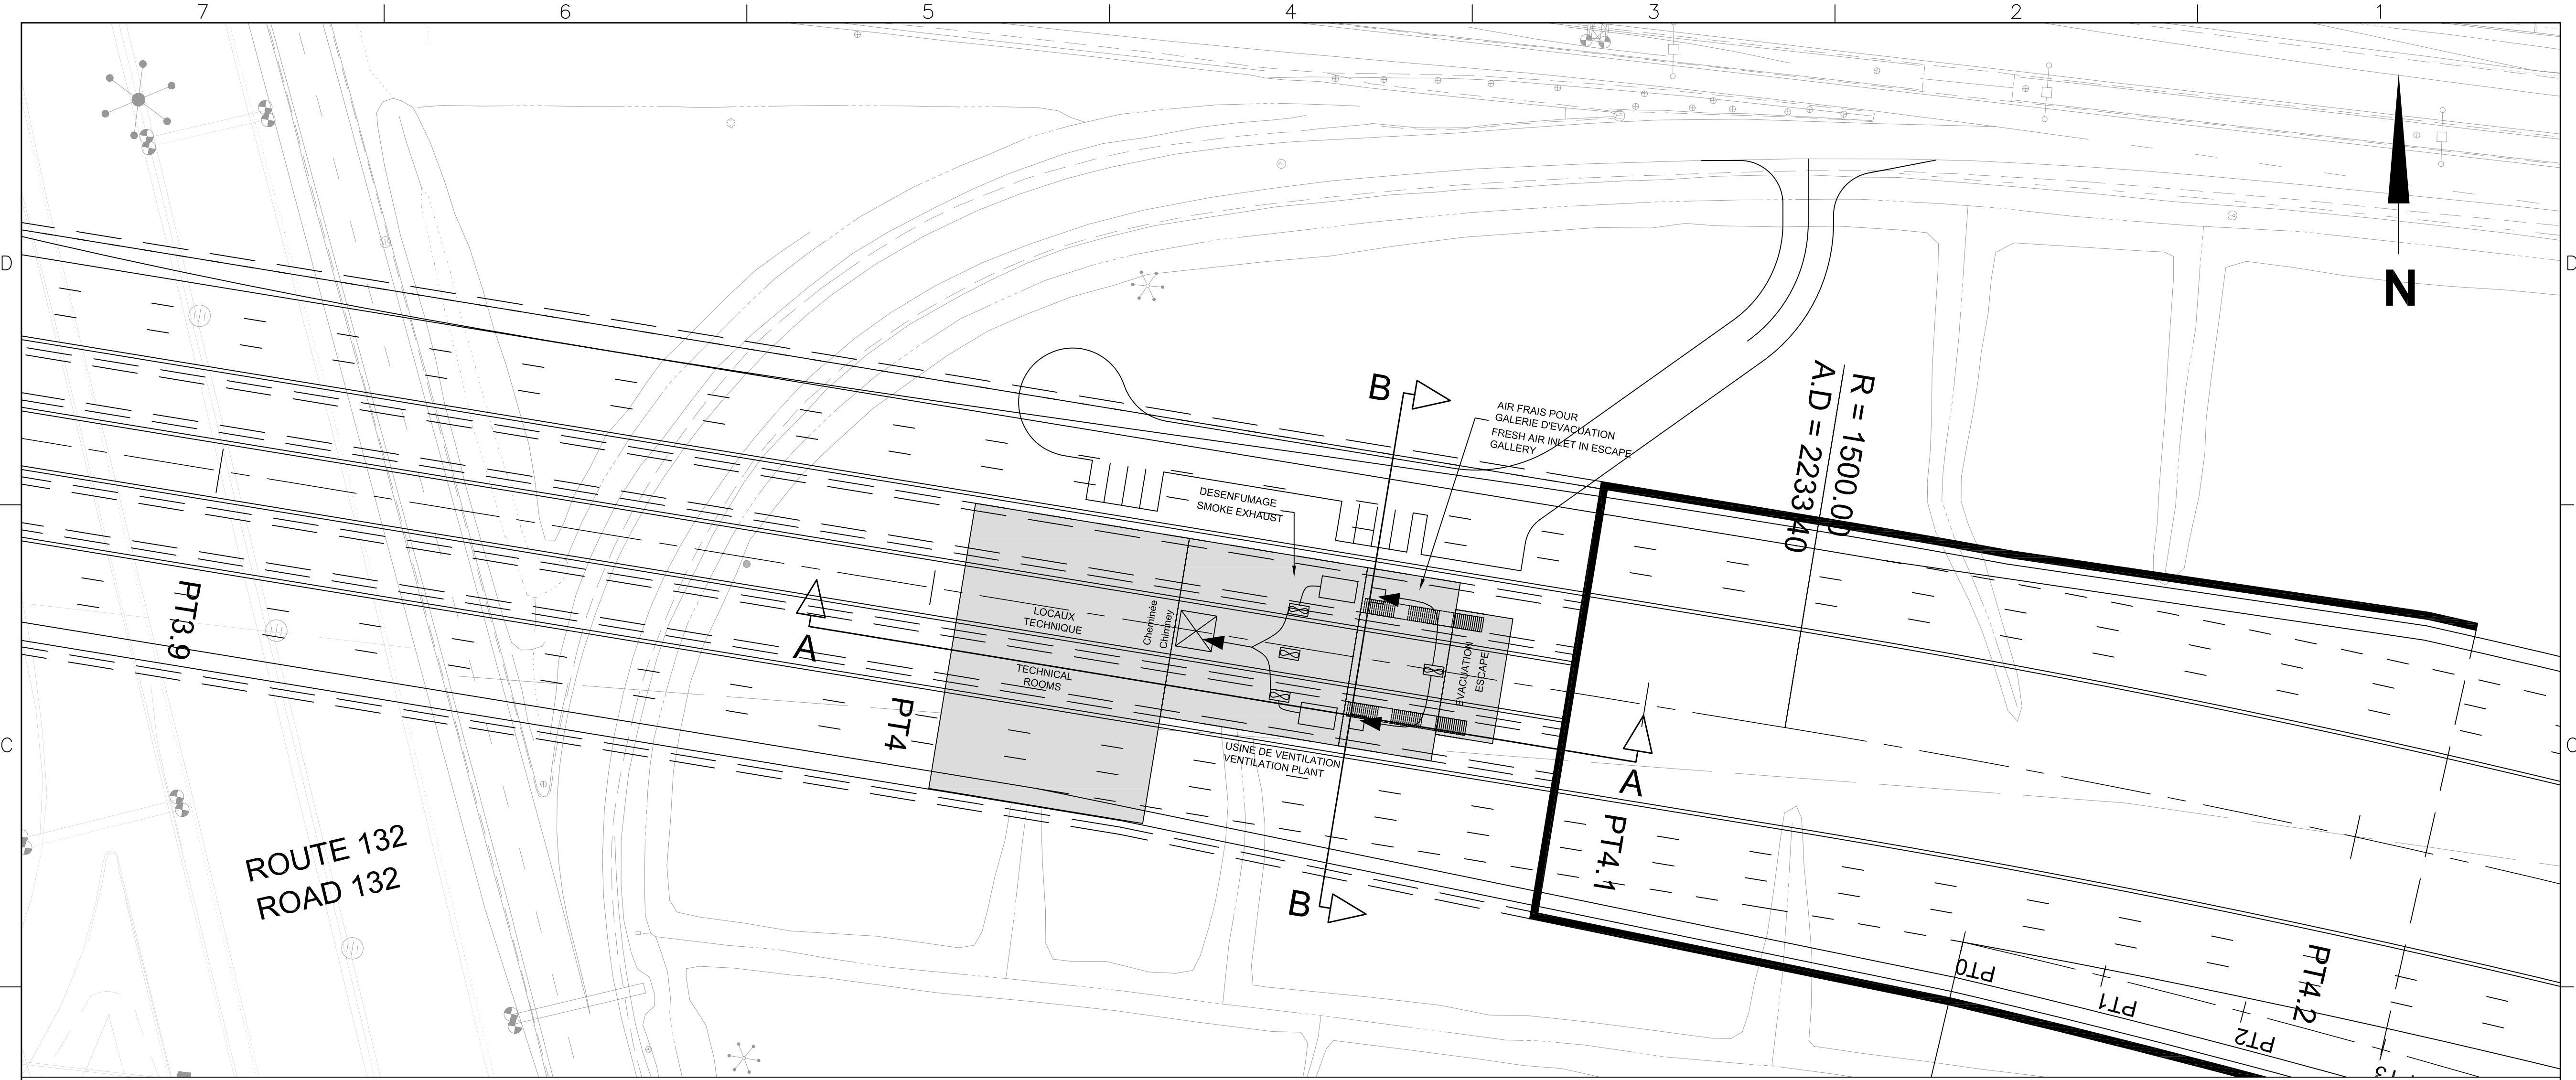 7 6 5 4 3 2 1
D
D
N
B
AIR FRAIS POUR
GALERIE D'EVACUATION
FRESH AIR INLET IN ESCAPE
GALLERY
R = 1500.00
A.D = 22333.40
DESENFUMAGE
SMOKE EXHAUST
LOCAUX
TECHNIQUE
Cheminée
Chimney
TECHNICAL
ROOMS
EVACUATION
ESCAPE
PT3.9
A
PT4
USINE DE VENTILATION
VENTILATION PLANT
C
C
A
PT4.1
ROUTE 132
ROAD 132
B
PT0
PT1
PT2
PT4.2